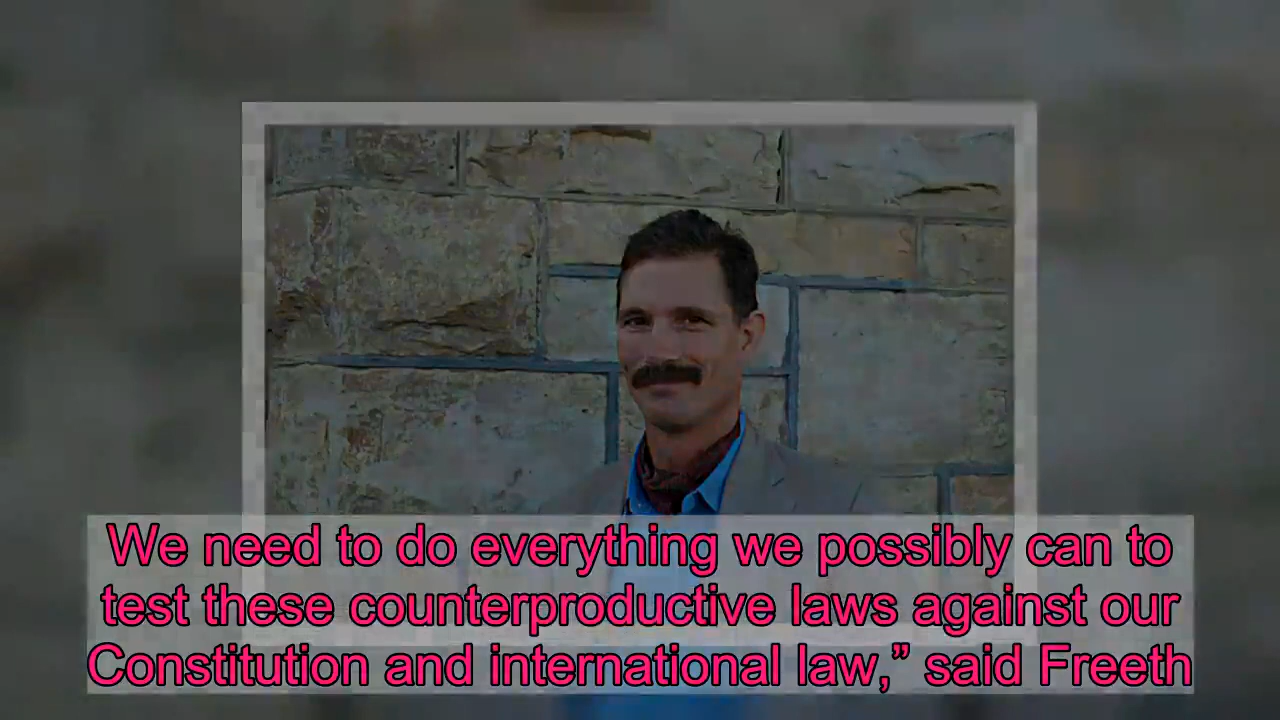 We need to do everything we possibly can to
test these counterproductive laws against our
Constitution and international law,” said Freeth